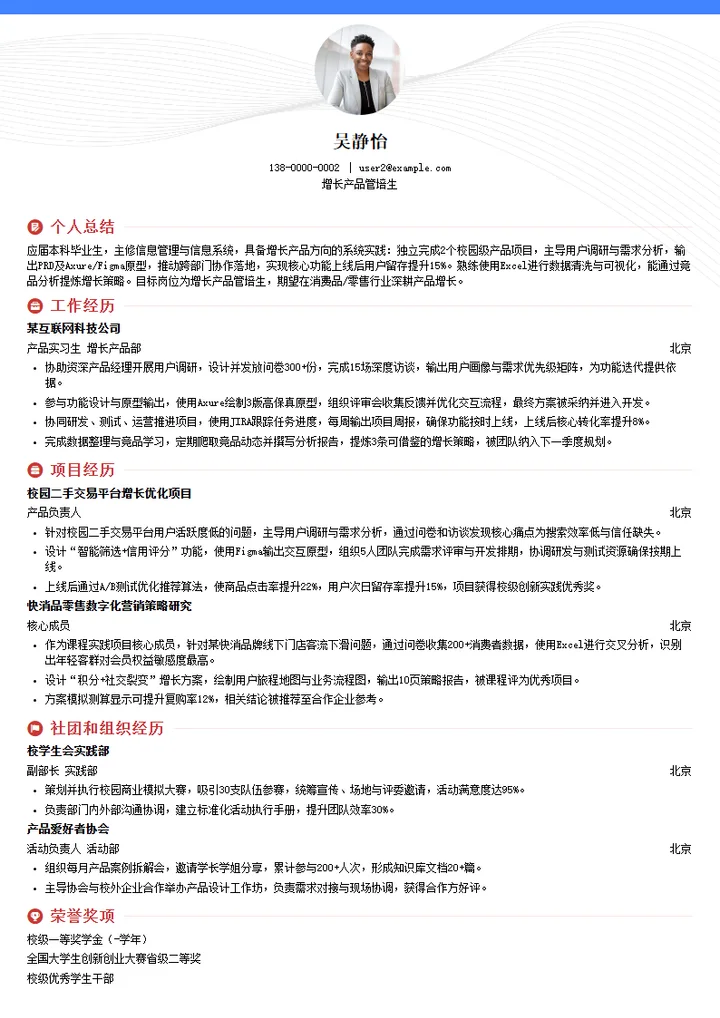 吴静怡
138-0000-0002 | user2@example.com
增长产品管培生
个人总结
应届本科毕业生，主修信息管理与信息系统，具备增长产品方向的系统实践：独立完成2个校园级产品项目，主导用户调研与需求分析，输
出PRD及Axure/Figma原型，推动跨部门协作落地，实现核心功能上线后用户留存提升15%。熟练使用Excel进行数据清洗与可视化，能通过竞
品分析提炼增长策略。目标岗位为增长产品管培生，期望在消费品/零售行业深耕产品增长。
工作经历
某互联网科技公司
产品实习生 增长产品部 北京
• 协助资深产品经理开展用户调研，设计并发放问卷300+份，完成15场深度访谈，输出用户画像与需求优先级矩阵，为功能迭代提供依
据。
• 参与功能设计与原型输出，使用Axure绘制3版高保真原型，组织评审会收集反馈并优化交互流程，最终方案被采纳并进入开发。
• 协同研发、测试、运营推进项目，使用JIRA跟踪任务进度，每周输出项目周报，确保功能按时上线，上线后核心转化率提升8%。
• 完成数据整理与竞品学习，定期爬取竞品动态并撰写分析报告，提炼3条可借鉴的增长策略，被团队纳入下一季度规划。
项目经历
校园二手交易平台增长优化项目
产品负责人 北京
• 针对校园二手交易平台用户活跃度低的问题，主导用户调研与需求分析，通过问卷和访谈发现核心痛点为搜索效率低与信任缺失。
• 设计“智能筛选+信用评分”功能，使用Figma输出交互原型，组织5人团队完成需求评审与开发排期，协调研发与测试资源确保按期上
线。
• 上线后通过A/B测试优化推荐算法，使商品点击率提升22%，用户次日留存率提升15%，项目获得校级创新实践优秀奖。
快消品零售数字化营销策略研究
核心成员 北京
• 作为课程实践项目核心成员，针对某快消品牌线下门店客流下滑问题，通过问卷收集200+消费者数据，使用Excel进行交叉分析，识别
出年轻客群对会员权益敏感度最高。
• 设计“积分+社交裂变”增长方案，绘制用户旅程地图与业务流程图，输出10页策略报告，被课程评为优秀项目。
• 方案模拟测算显示可提升复购率12%，相关结论被推荐至合作企业参考。
社团和组织经历
校学生会实践部
副部长 实践部 北京
• 策划并执行校园商业模拟大赛，吸引30支队伍参赛，统筹宣传、场地与评委邀请，活动满意度达95%。
• 负责部门内外部沟通协调，建立标准化活动执行手册，提升团队效率30%。
产品爱好者协会
活动负责人 活动部 北京
• 组织每月产品案例拆解会，邀请学长学姐分享，累计参与200+人次，形成知识库文档20+篇。
• 主导协会与校外企业合作举办产品设计工作坊，负责需求对接与现场协调，获得合作方好评。
荣誉奖项
校级一等奖学金（-学年）
全国大学生创新创业大赛省级二等奖
校级优秀学生干部